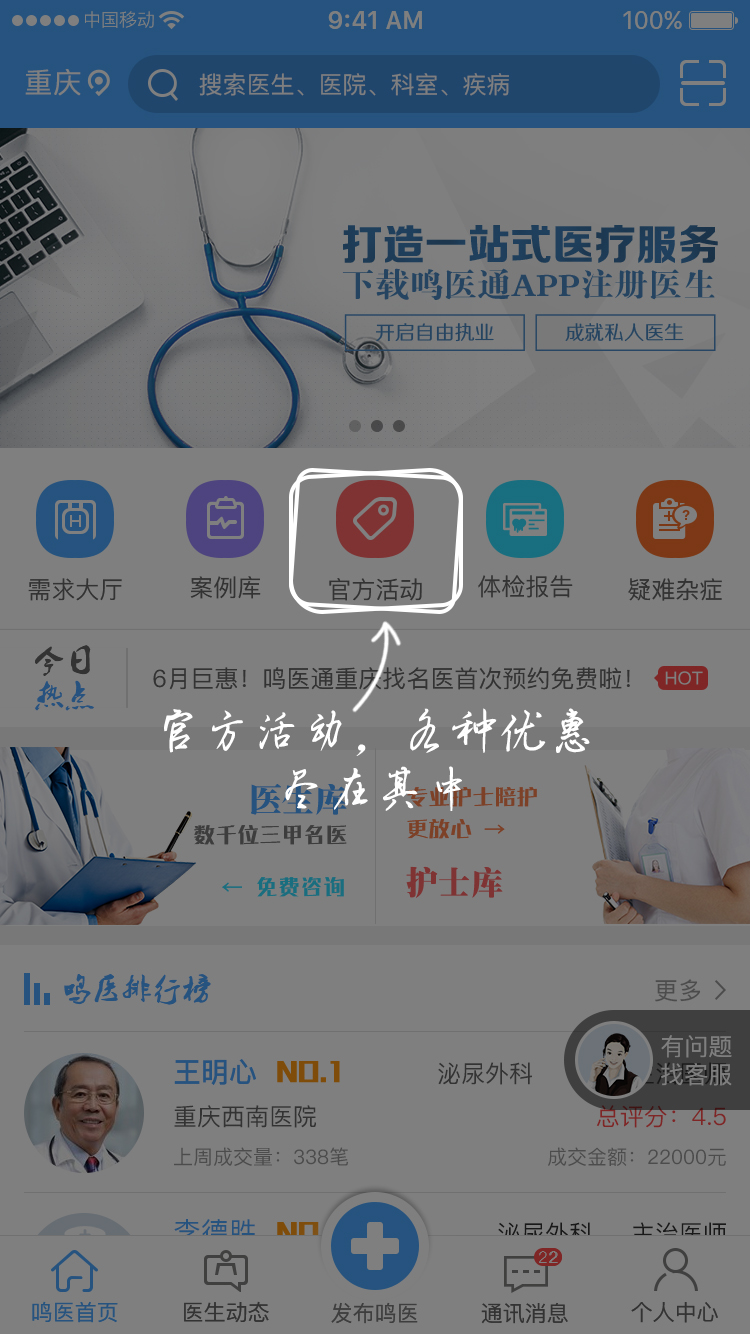 中国移动 9:41 AM 100%
重庆 搜索医生、医院、科室、疾病
打造一站式医疗服务
下载鸣医通APP注册医生
开启自由执业 成就私人医生
需求大厅 案例库 官方活动 体检报告 疑难杂症
今日
热点
6月巨惠！鸣医通重庆找名医首次预约免费啦！ HOT
官方活动，各种优惠
尽在其中
医生库
数千位三甲名医
← 免费咨询
专业护士陪护
更放心 →
护士库
鸣医排行榜 更多
有问题
找客服
王明心 NO.1 泌尿外科
重庆西南医院 总评分：4.5
上周成交量：338笔 成交金额：22000元
李德胜 NO 泌尿外科 主治医师
鸣医首页 医生动态 发布鸣医 通讯消息 22 个人中心